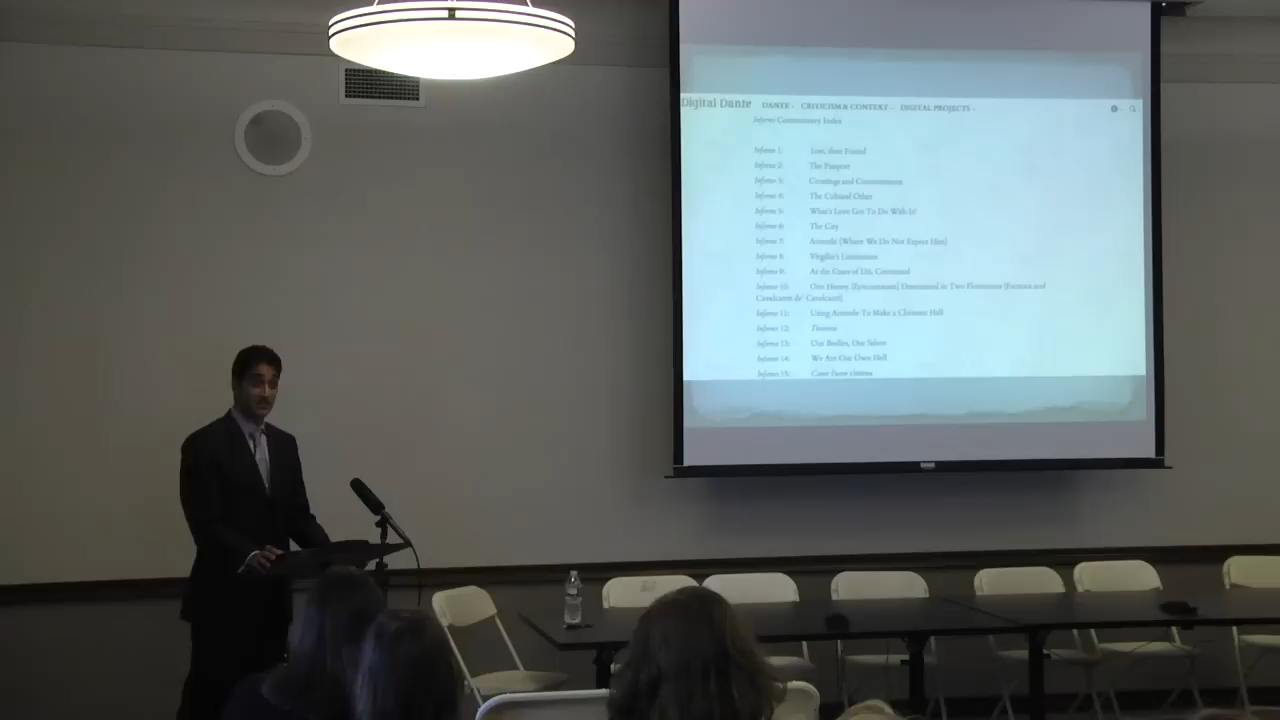 Digital Dante DANTE CRITICISM & CONTEXT DIGITAL PROJECTS
Inferno Commentary Index
Inferno 1: Lost, then Found
Inferno 2: The Passeur
Inferno 3: Crossings and Commitments
Inferno 4: The Cultural Other
Inferno 5: What's Love Got To Do With It?
Inferno 6: The City
Inferno 7: Aristotle (Where We Do Not Expect Him)
Inferno 8: Virgilio's Limitations
Inferno 9: At the Gates of Dis, Continued
Inferno 10: One Heresy (Epicureanism) Dramatized in Two Florentines (Farinata and
Cavalcante de' Cavalcanti)
Inferno 11: Using Aristotle To Make a Christian Hell
Inferno 12:
Inferno 13: Our Bodies, Our Selves
Inferno 14: We Are Our Own Hell
Inferno 15: